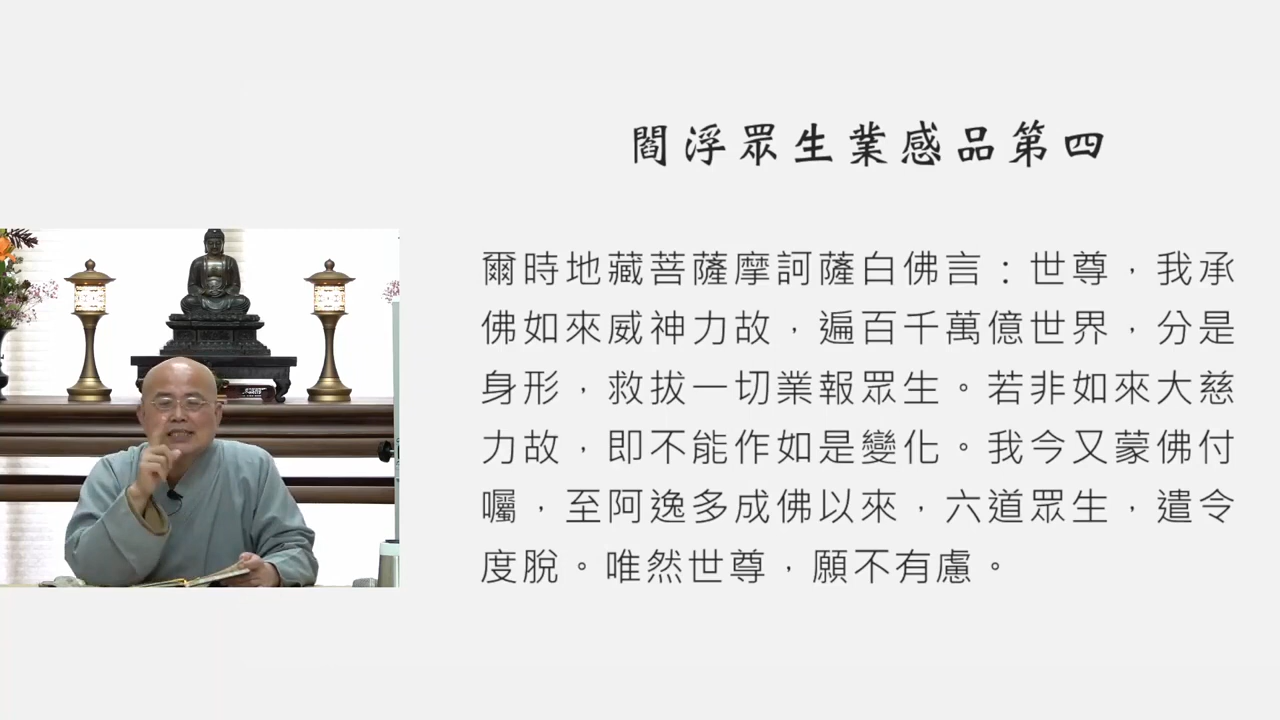 閻浮眾生業感品第四
爾時地藏菩薩摩訶薩白佛言：世尊，我承
佛如來威神力故，遍百千萬億世界，分是
身形，救拔一切業報眾生。若非如來大慈
力故，即不能作如是變化。我今又蒙佛付
囑，至阿逸多成佛以來，六道眾生，遣令
度脫。唯然世尊，願不有慮。